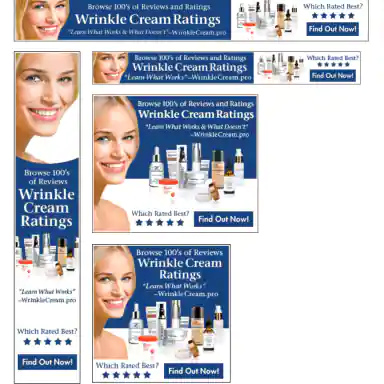 Browse 100's of Reviews and Ratings
Wrinkle Cream Ratings
"Learn What Works & What Doesn't" ~WrinkleCream.pro
Which Rated Best?
Find Out Now!
Browse 100's of Reviews and Ratings
Wrinkle Cream Ratings
"Learn What Works" ~WrinkleCream.pro
Which Rated Best?
Find Out Now!
Browse 100's
of Reviews
Wrinkle
Cream
Ratings
"Learn What Works"
~WrinkleCream.pro
Which Rated Best?
Find Out Now!
Browse 100's of Reviews and Ratings
Wrinkle Cream Ratings
"Learn What Works & What Doesn't"
~WrinkleCream.pro
Which Rated Best?
Find Out Now!
Browse 100's of Reviews
Wrinkle Cream
Ratings
"Learn What Works"
~WrinkleCream.pro
Which Rated Best?
Find Out Now!